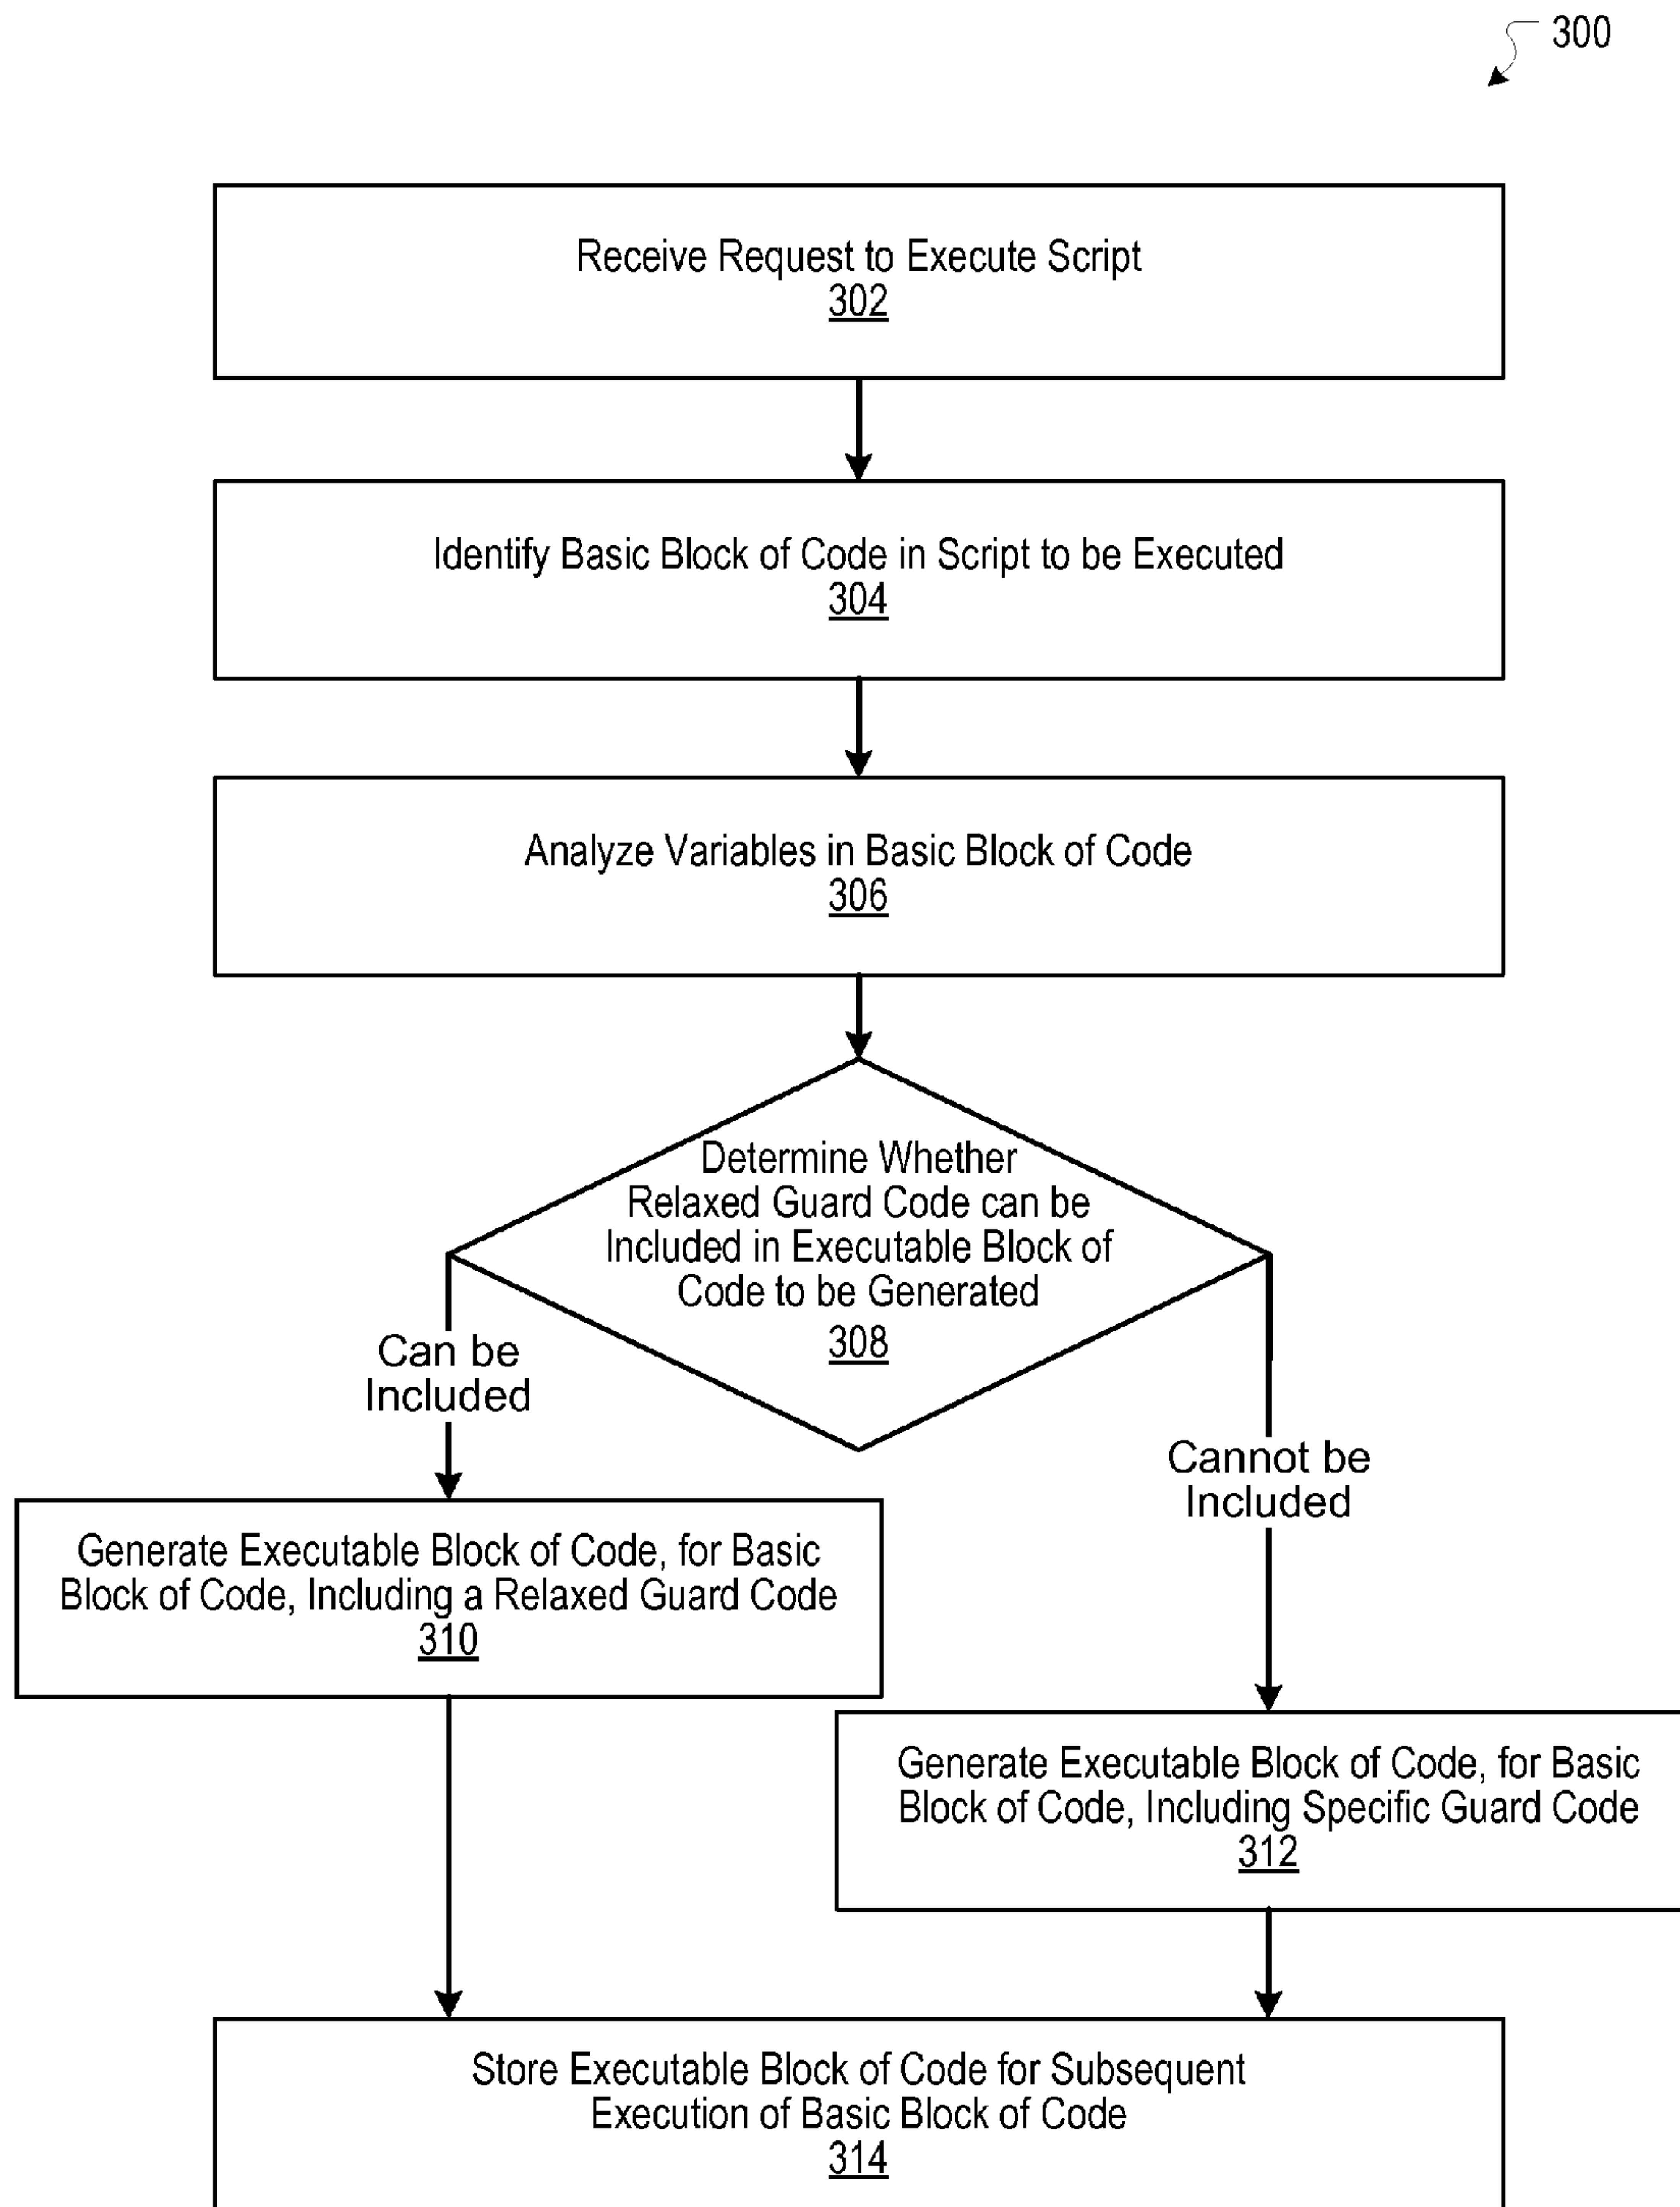 300
Receive Request to Execute Script
302
Identify Basic Block of Code in Script to be Executed
304
Analyze Variables in Basic Block of Code
306
Determine Whether
Relaxed Guard Code can be
Included in Executable Block of
Code to be Generated
308
Can be
Included
Cannot be
Included
Generate Executable Block of Code, for Basic
Block of Code, Including a Relaxed Guard Code
310
Generate Executable Block of Code, for Basic
Block of Code, Including Specific Guard Code
312
Store Executable Block of Code for Subsequent
Execution of Basic Block of Code
314